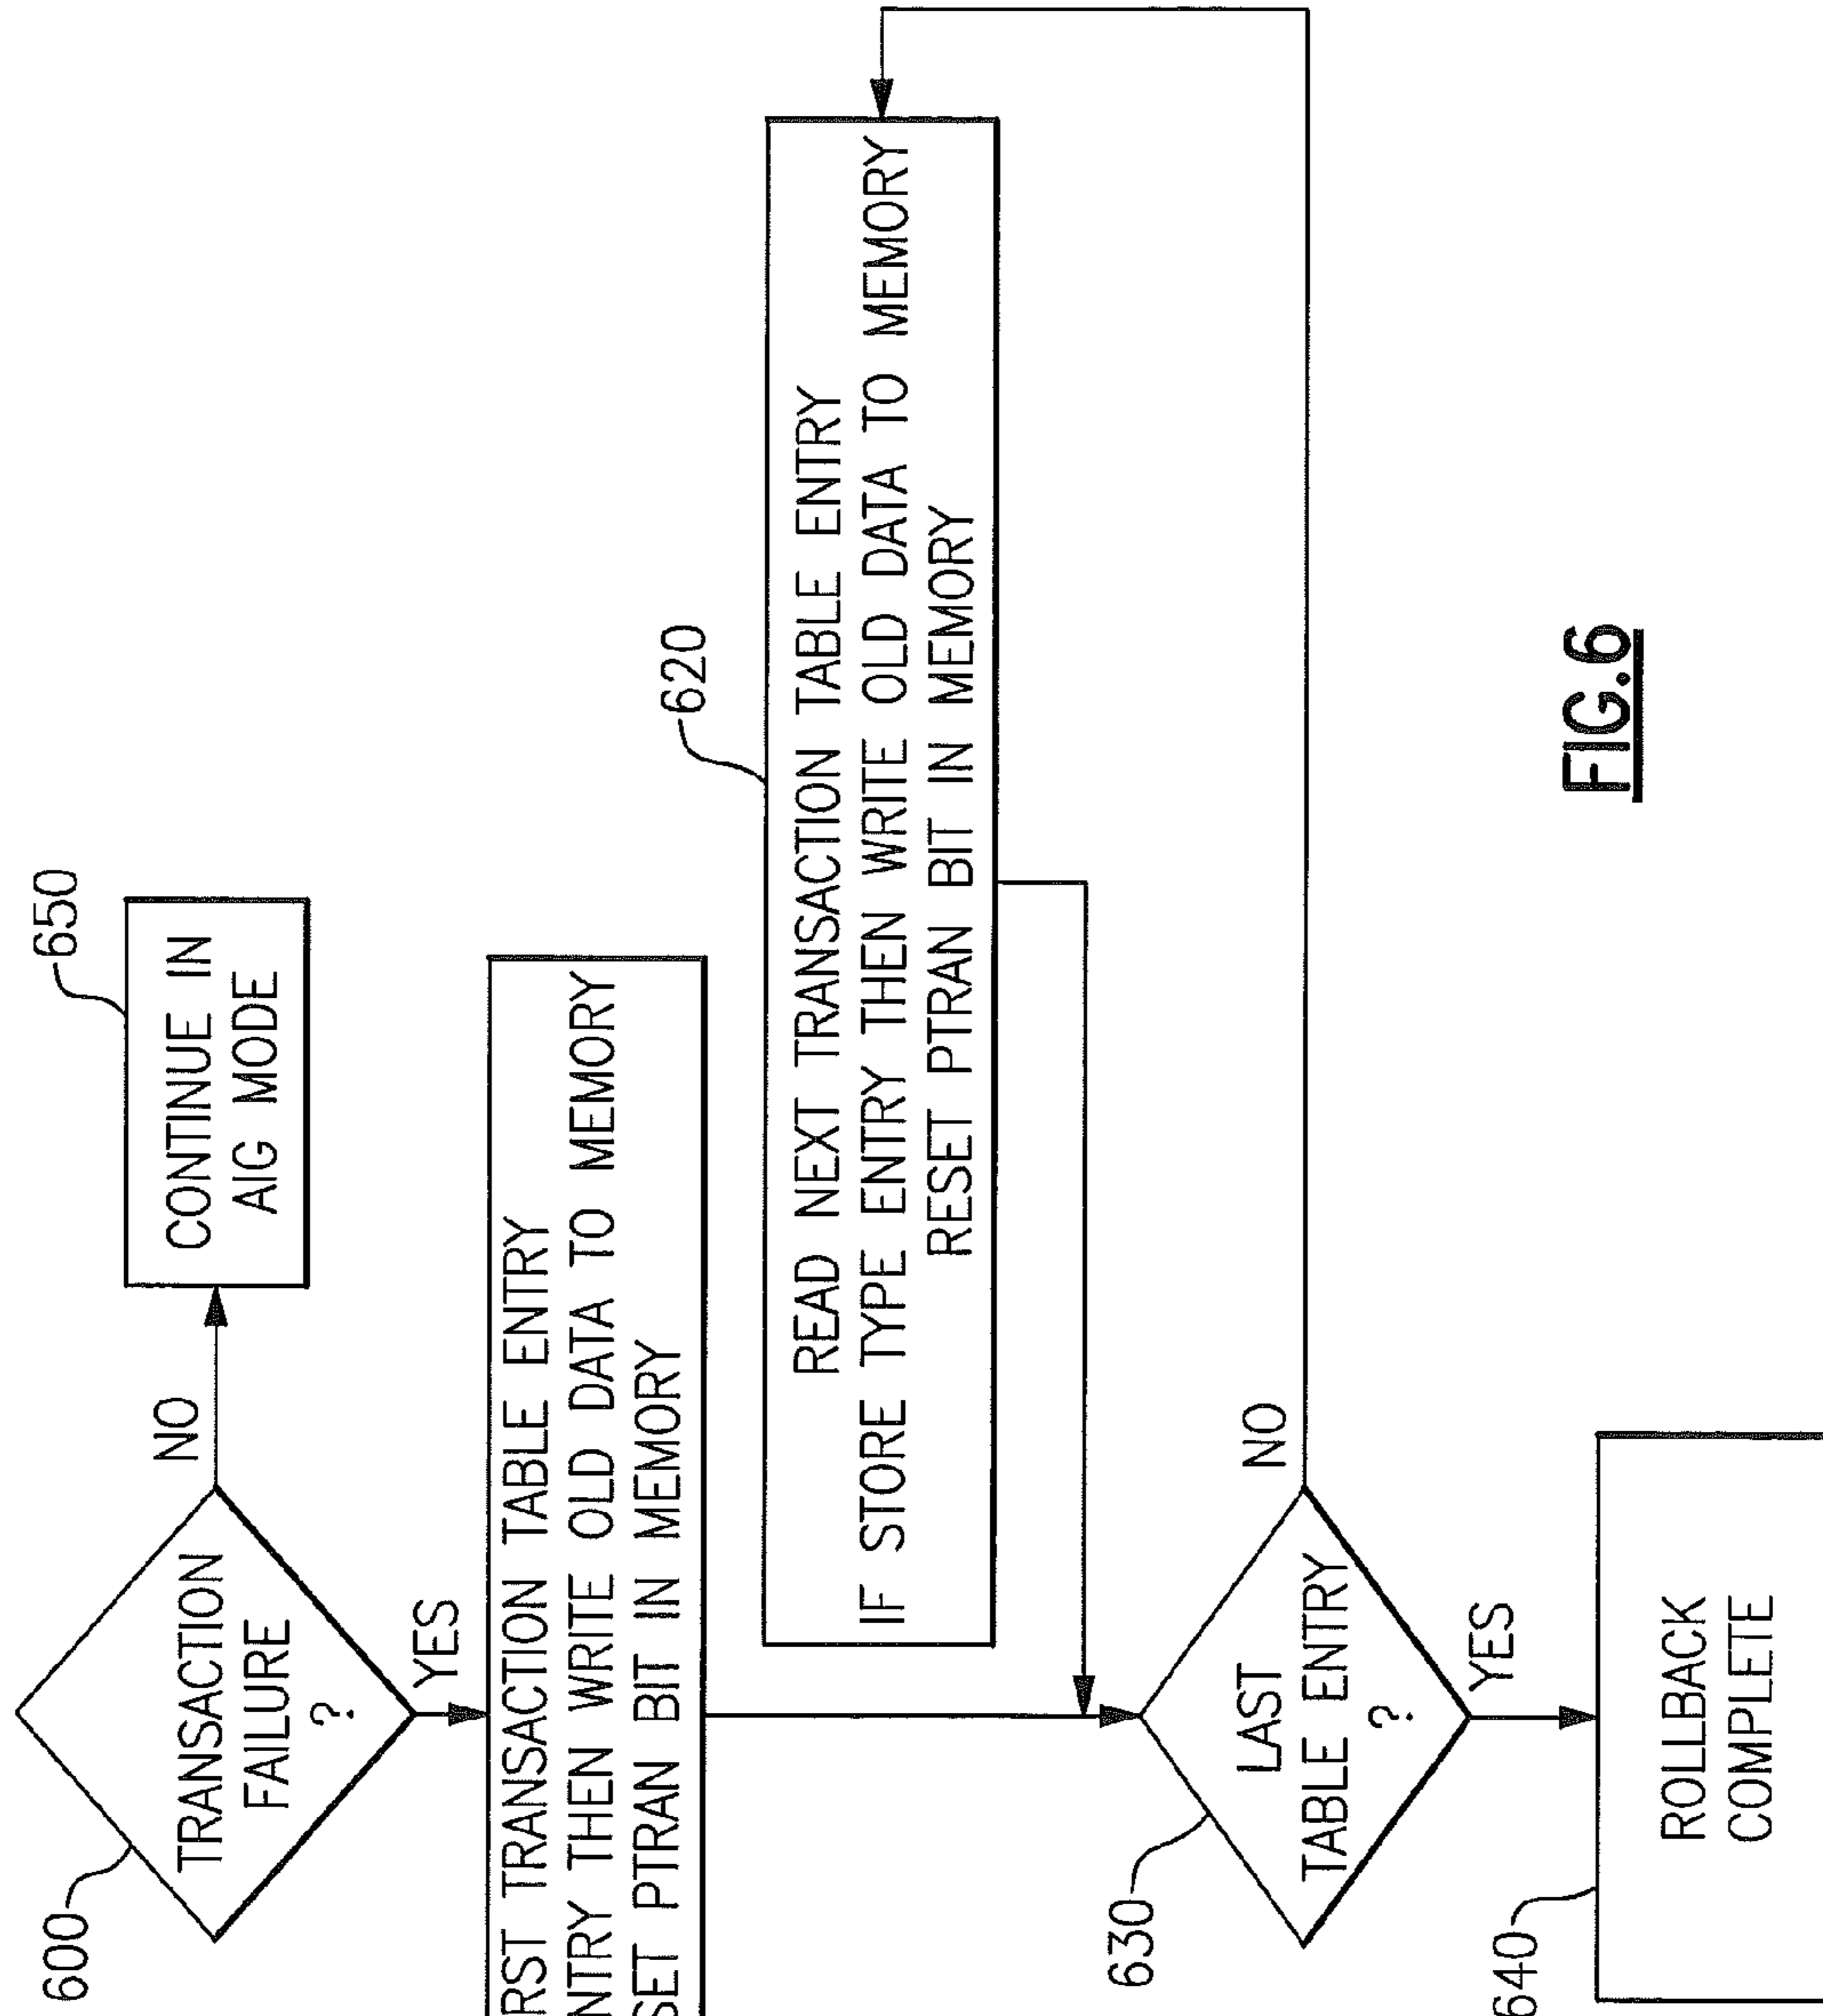 600
TRANSACTION
FAILURE
?
NO
650
CONTINUE IN
AIG MODE
YES
RST TRANSACTION TABLE ENTRY
NTRY THEN WRITE OLD DATA TO MEMORY
SET PTRAN BIT IN MEMORY
620
READ NEXT TRANSACTION TABLE ENTRY
IF STORE TYPE ENTRY THEN WRITE OLD DATA TO MEMORY
RESET PTRAN BIT IN MEMORY
630
LAST
TABLE ENTRY
?
NO
YES
640
ROLLBACK
COMPLETE
FIG.6